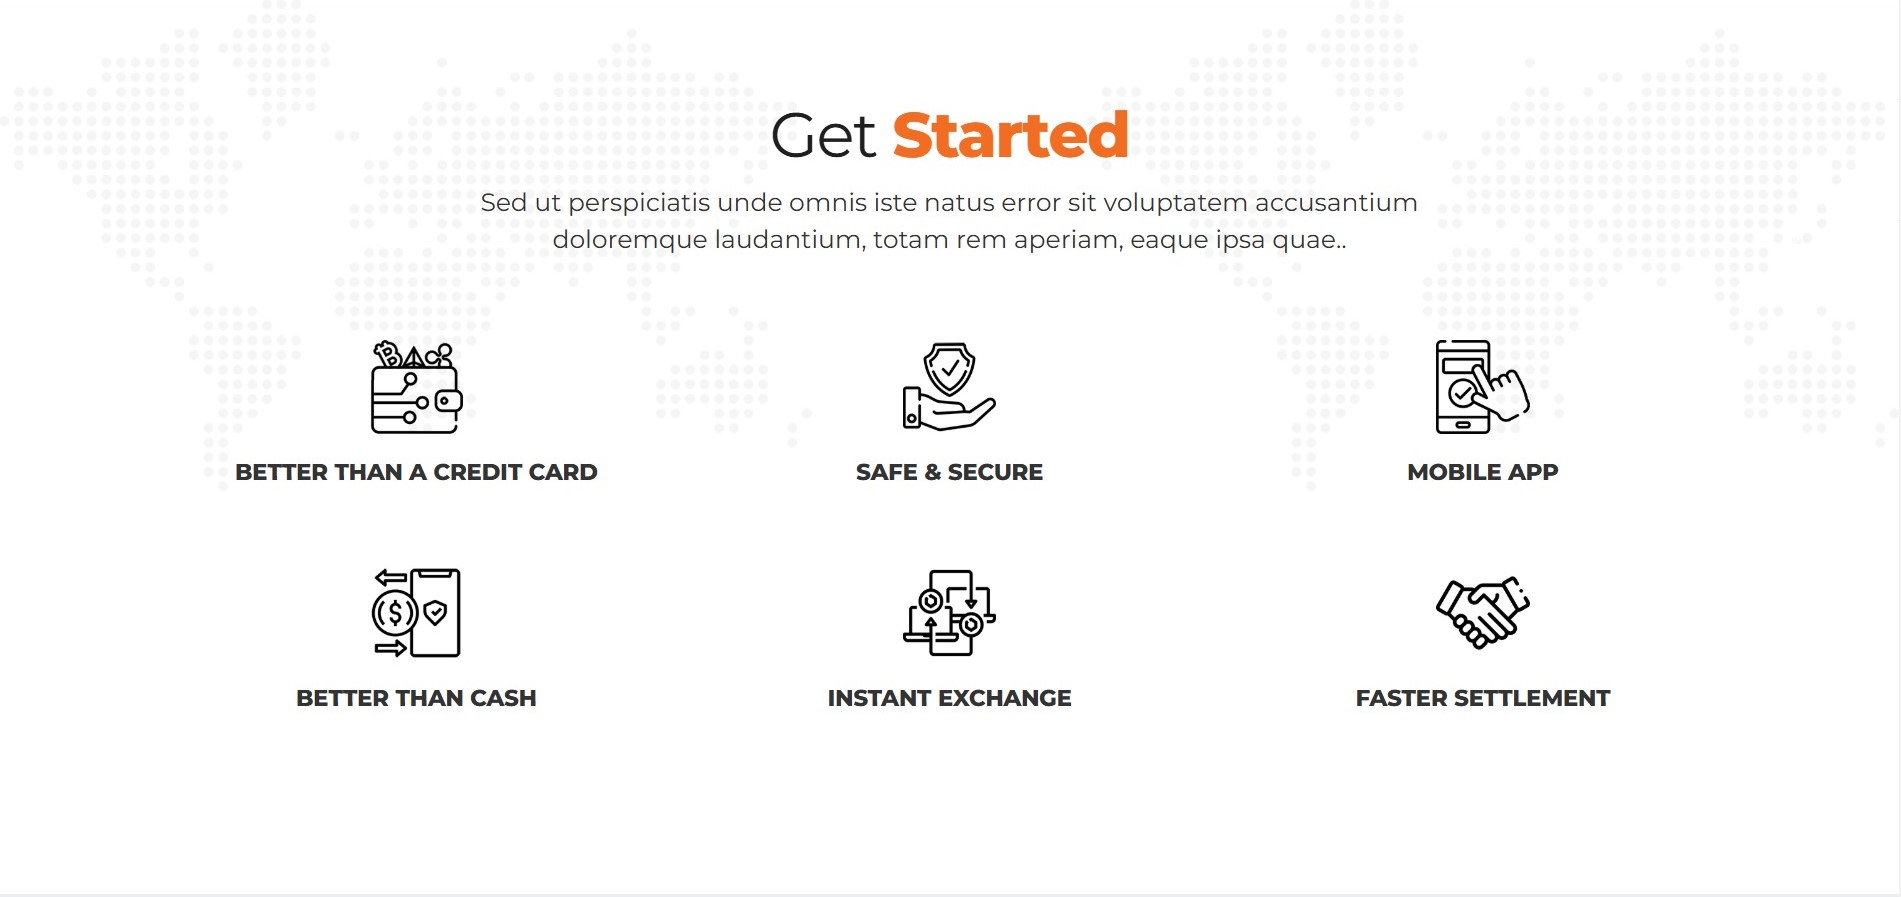 Get Started
Sed ut perspiciatis unde omnis iste natus error sit voluptatem accusantium
doloremque laudantium, totam rem aperiam, eaque ipsa quae..
BETTER THAN A CREDIT CARD
SAFE & SECURE
MOBILE APP
BETTER THAN CASH
INSTANT EXCHANGE
FASTER SETTLEMENT